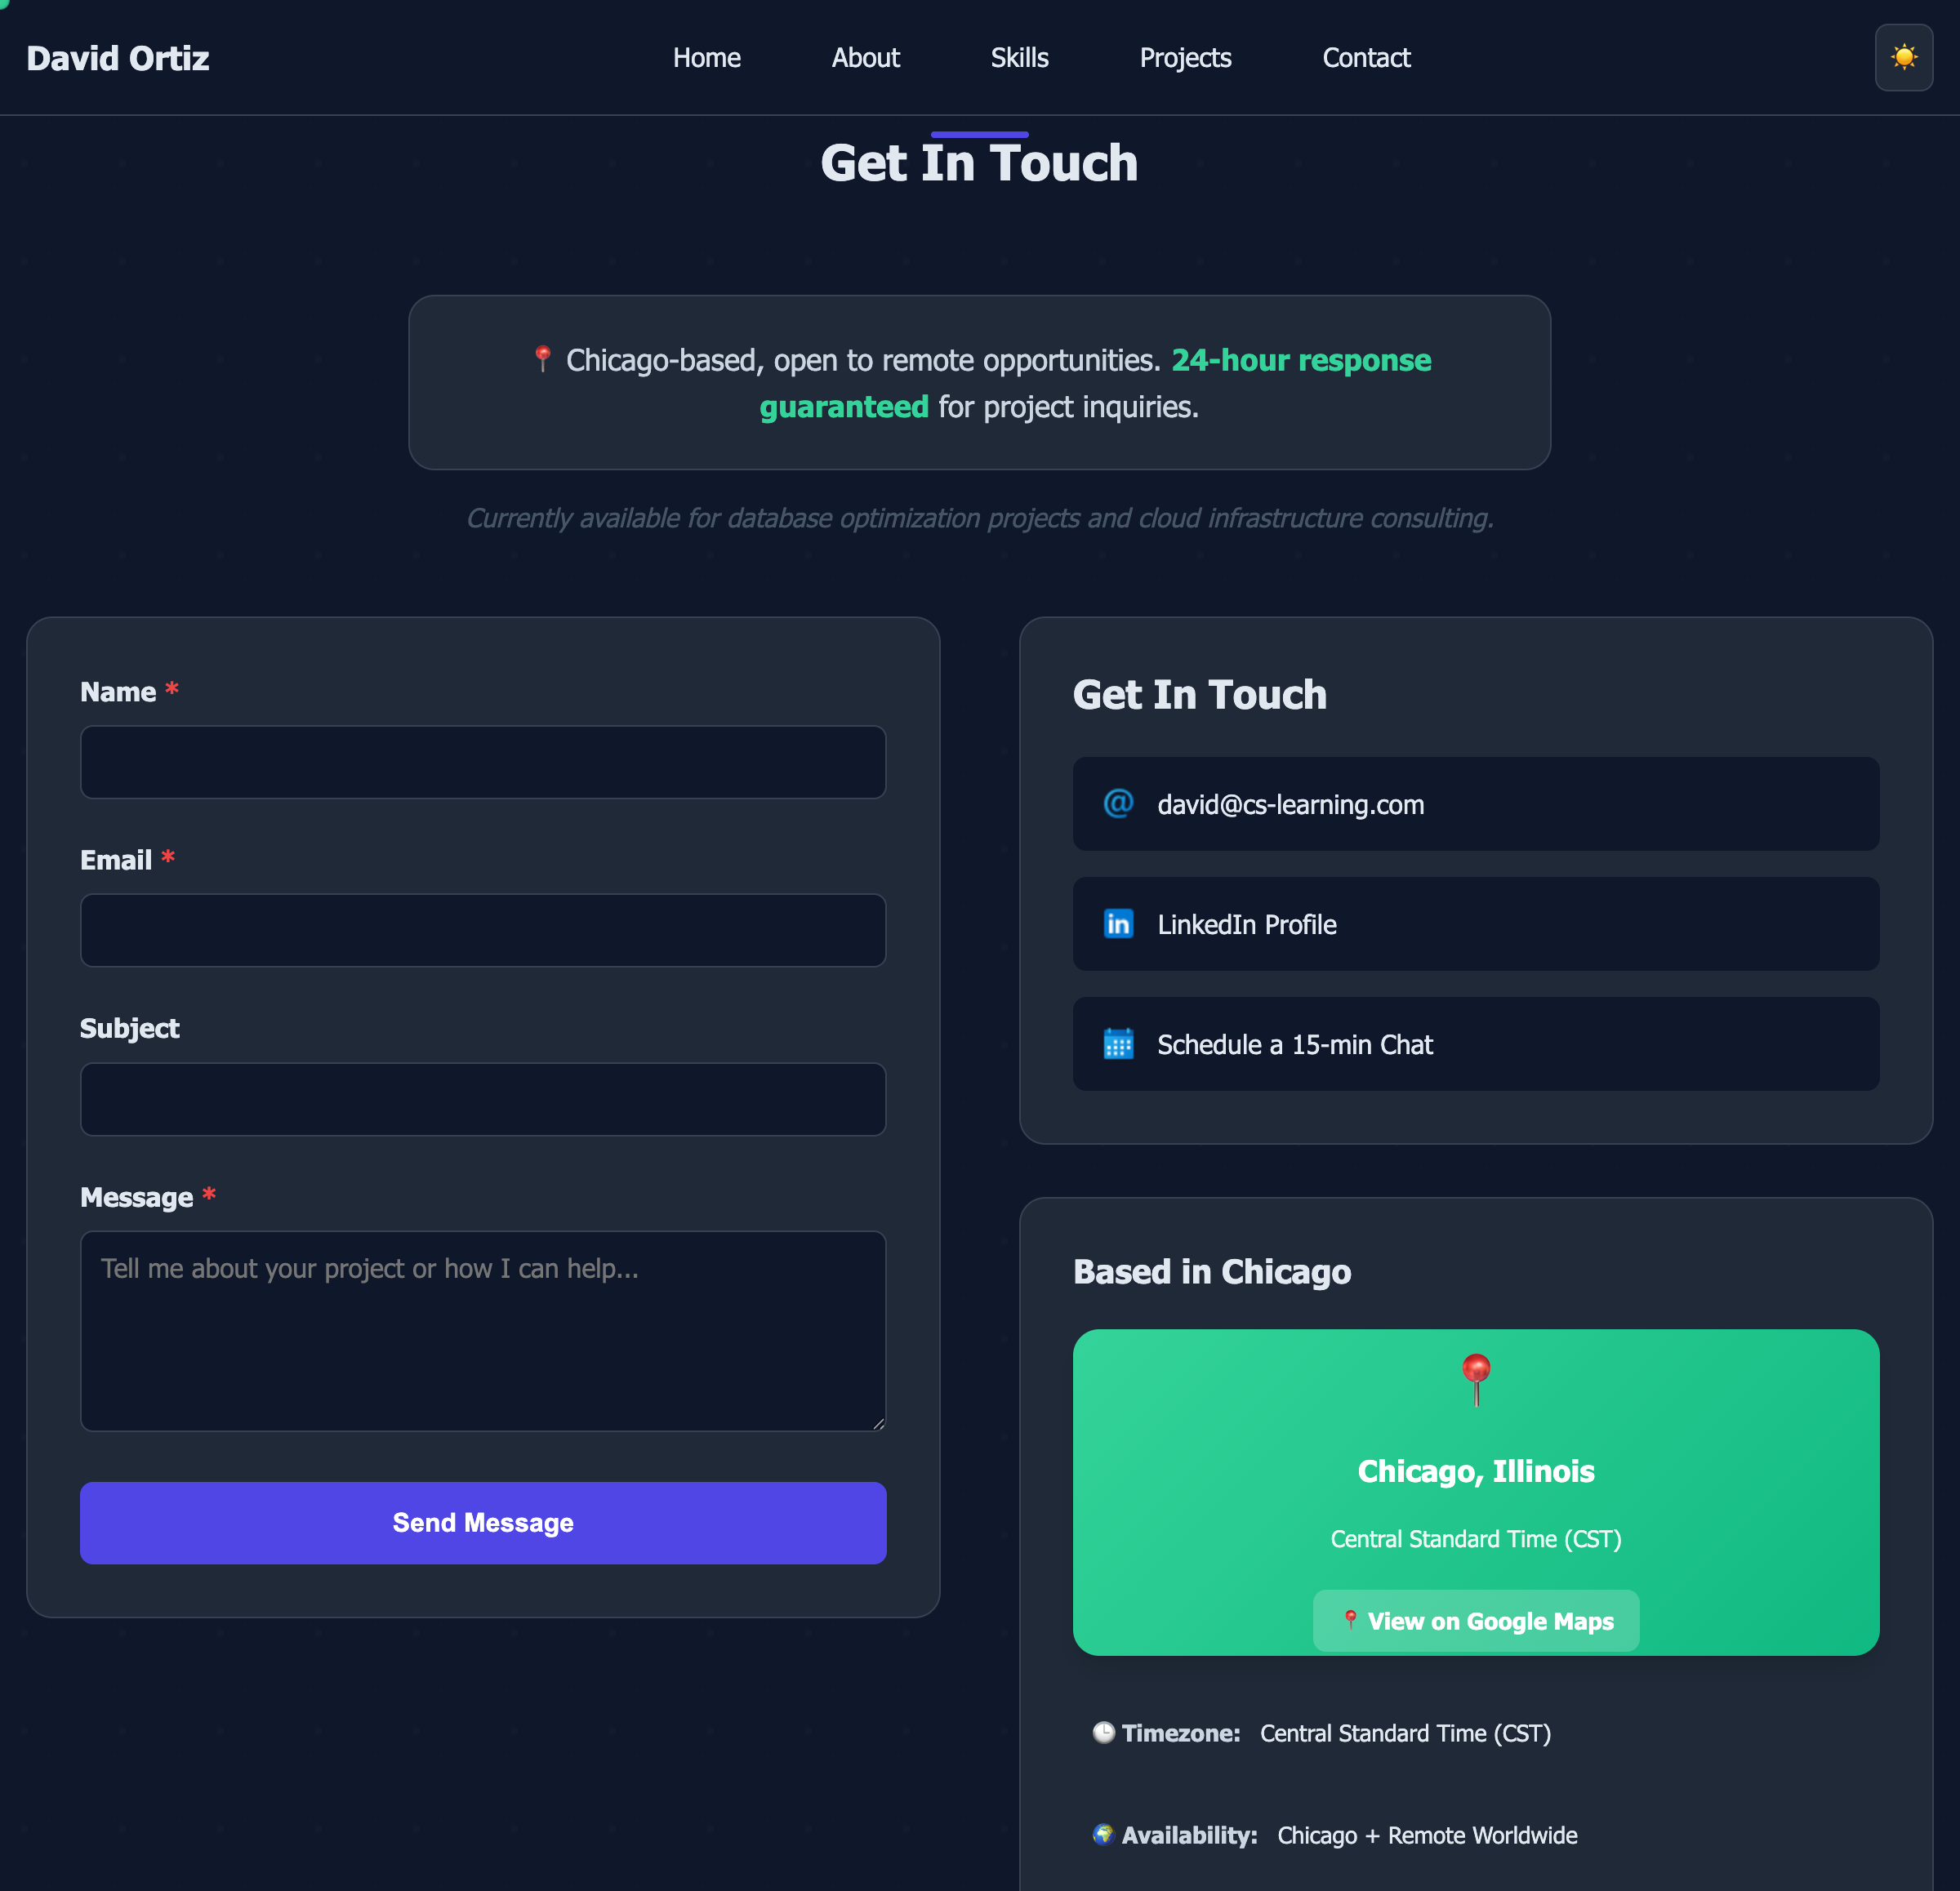 David Ortiz
Home
About
Skills
Projects
Contact
Get In Touch
Chicago-based, open to remote opportunities. 24-hour response
guaranteed for project inquiries.
Currently available for database optimization projects and cloud infrastructure consulting.
Name *
Email *
Subject
Message *
Tell me about your project or how I can help...
Send Message
Get In Touch
@ david@cs-learning.com
in LinkedIn Profile
Schedule a 15-min Chat
Based in Chicago
Chicago, Illinois
Central Standard Time (CST)
View on Google Maps
Timezone: Central Standard Time (CST)
Availability: Chicago + Remote Worldwide